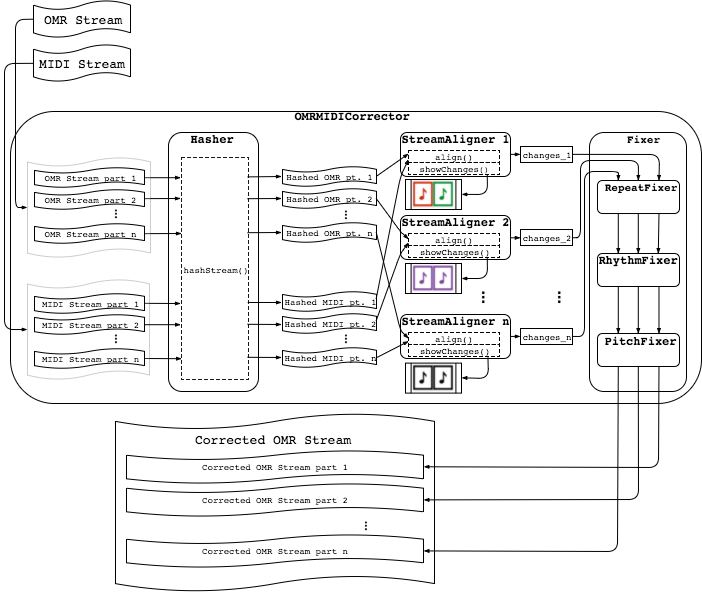 OMR Stream
MIDI Stream
OMRMIDICorrector
Hasher
StreamAligner 1
Fixer
align()
changes_1
showChanges()
OMR Stream part 1
Hashed OMR pt. 1
RepeatFixer
OMR Stream part 2
Hashed OMR pt. 2
StreamAligner 2
OMR Stream part n
Hashed OMR pt. n
align()
changes_2
showChanges()
hashStream()
RhythmFixer
MIDI Stream part 1
Hashed MIDI pt. 1
MIDI Stream part 2
Hashed MIDI pt. 2
StreamAligner n
align()
changes_n
PitchFixer
showChanges()
MIDI Stream part n
Hashed MIDI pt. n
Corrected OMR Stream
Corrected OMR Stream part 1
Corrected OMR Stream part 2
Corrected OMR Stream part n